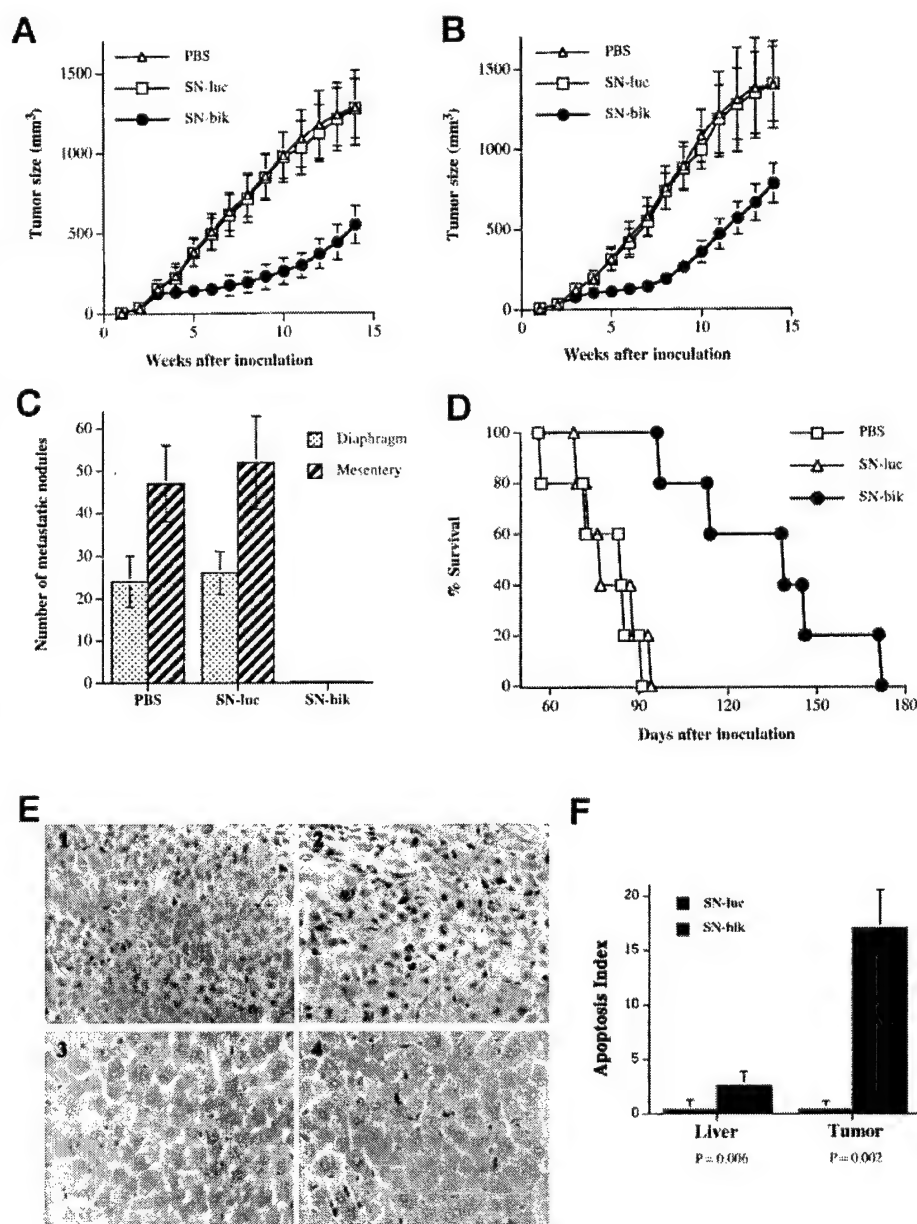 A
PBS
SN-luc
SN-bik
1500
1000
500
0
Tumor size (mm³)
0 5 10 15
Weeks after inoculation
B
PBS
SN-luc
SN-bik
1500
1000
500
0
Tumor size (mm³)
0 5 10 15
Weeks after inoculation
C
60
50
40
30
20
10
0
Number of metastatic nodules
Diaphragm
Mesentery
PBS SN-luc SN-bik
D
100
80
60
40
20
0
% Survival
PBS
SN-luc
SN-bik
60 90 120 150 180
Days after inoculation
E
1
2
3
4
F
20
15
10
5
0
Apoptosis Index
SN-luc
SN-bik
Liver Tumor
P = 0.006 P = 0.002